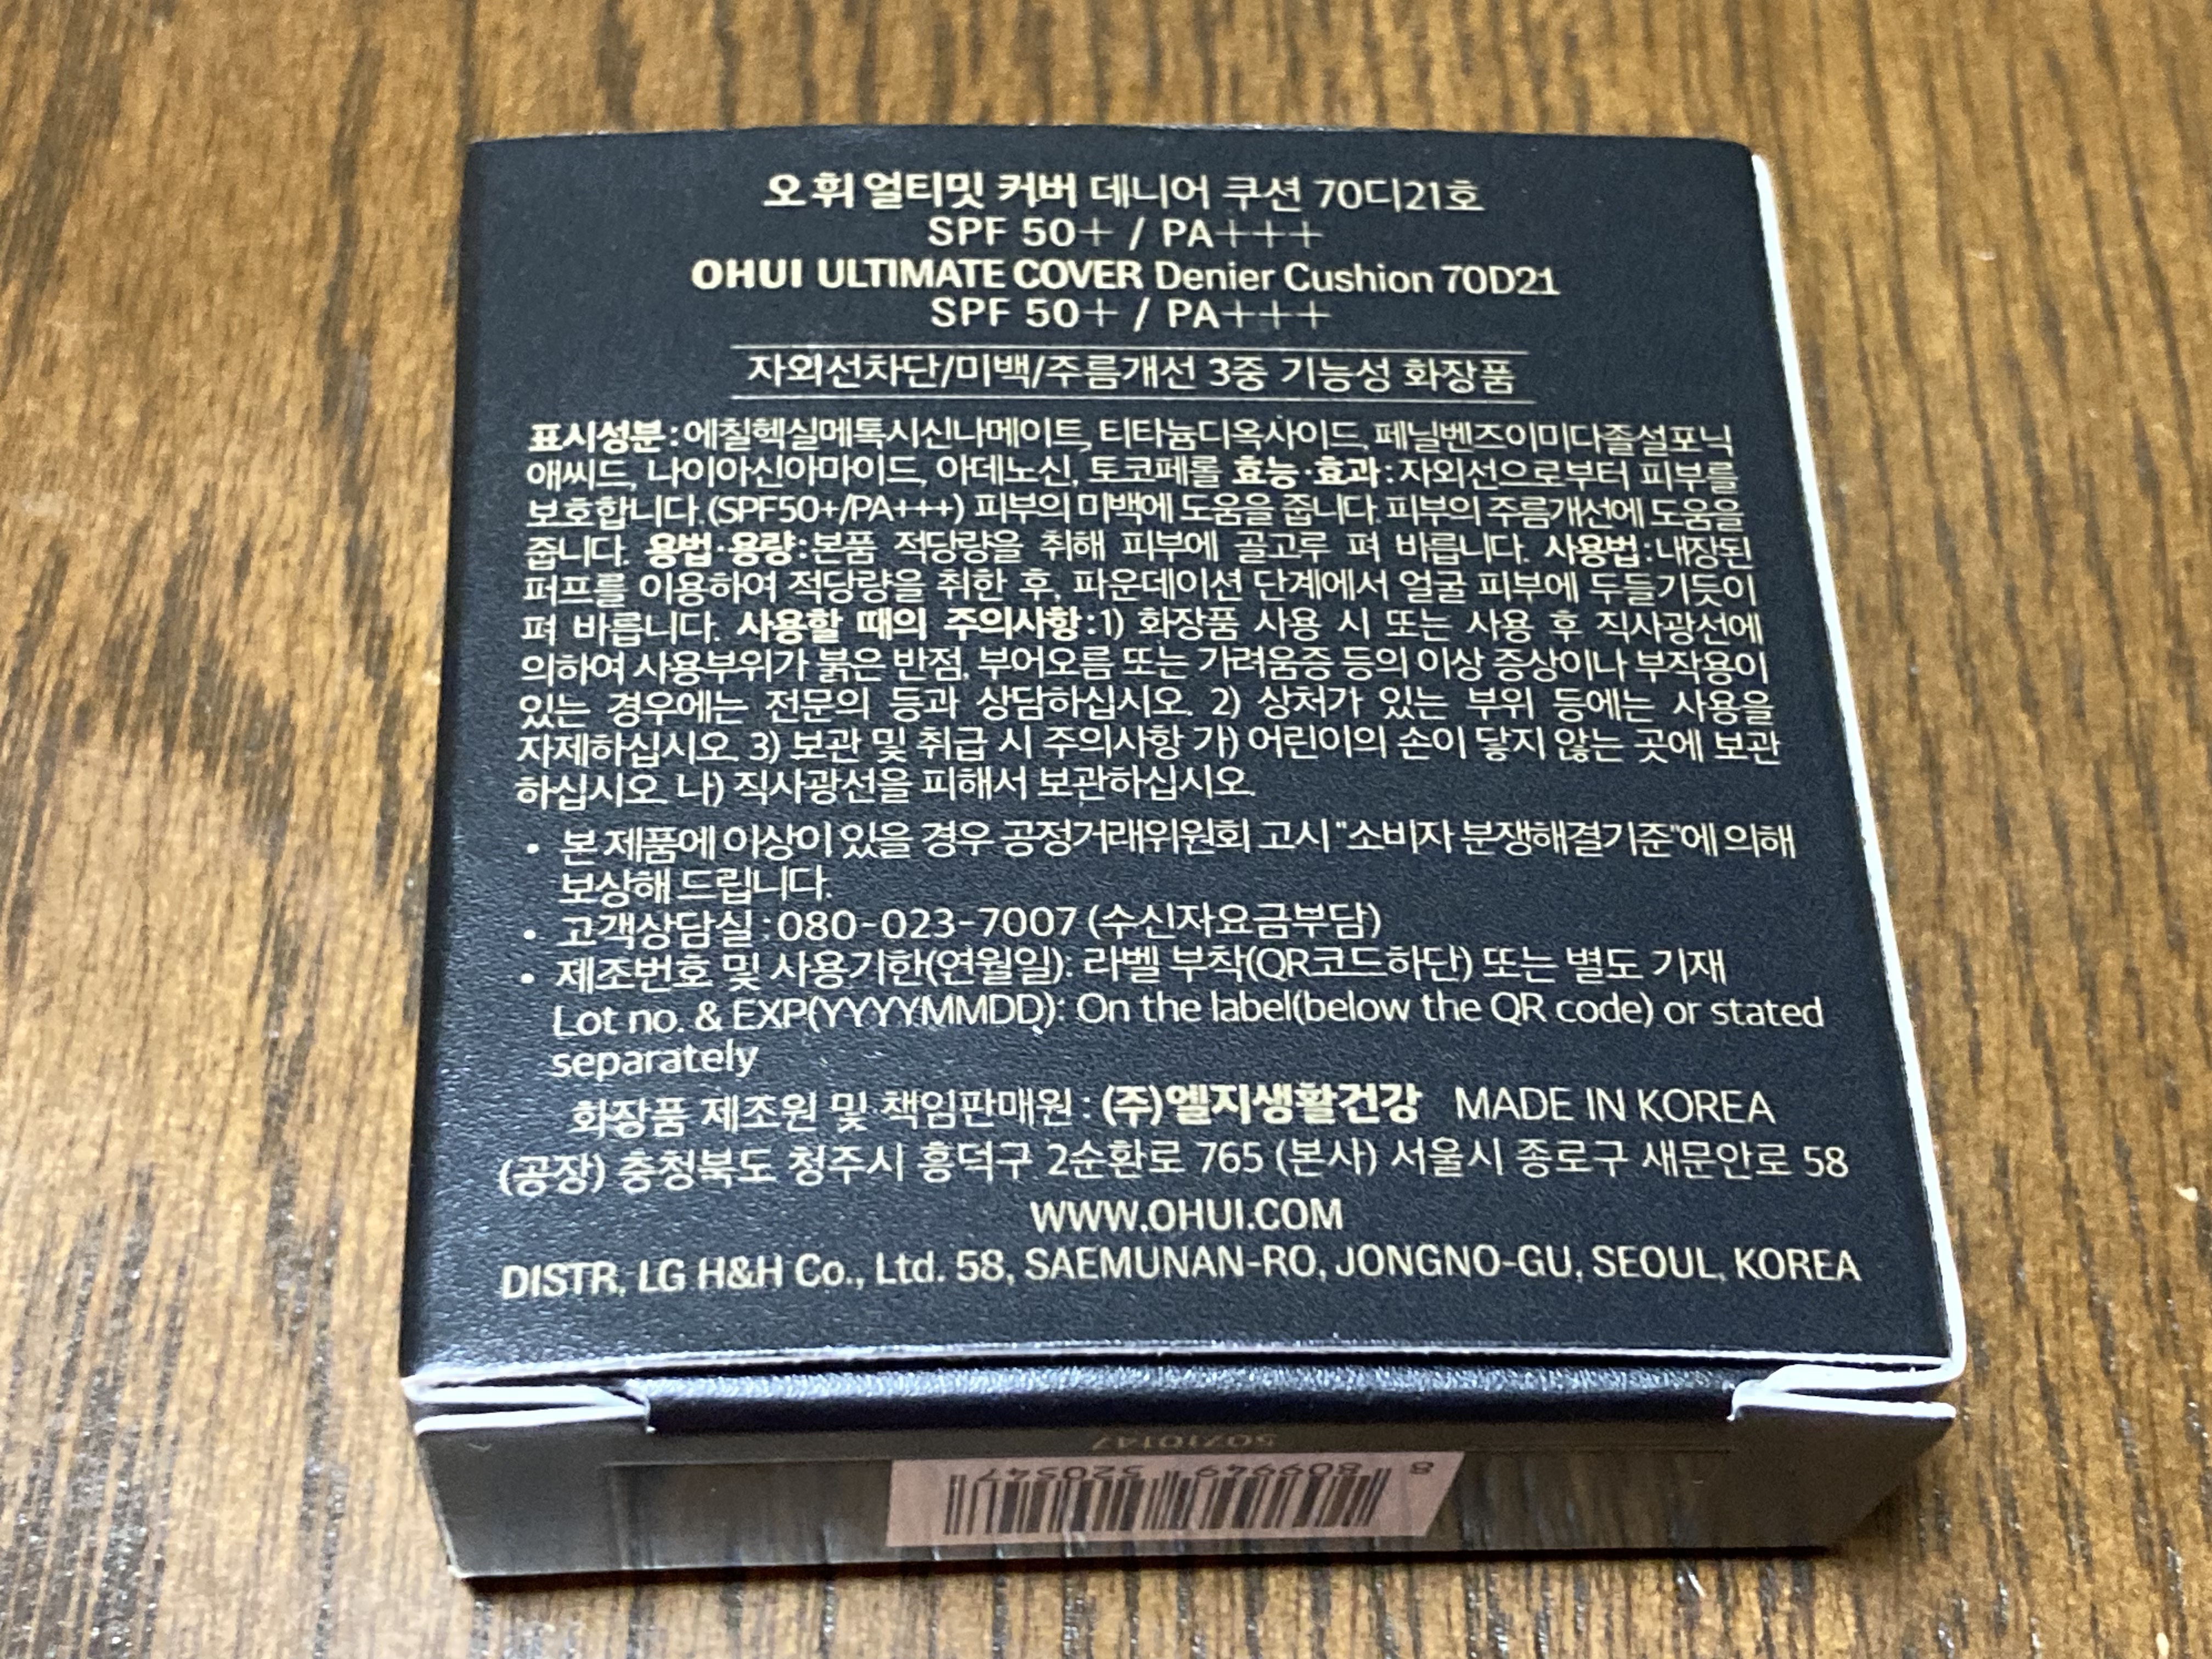 오휘 얼티밋 커버 데니어 쿠션 70디21호
SPF 50+ / PA+++
OHUI ULTIMATE COVER Denier Cushion 70D21
SPF 50+ / PA+++
자외선차단/미백/주름개선 3중 기능성 화장품
표시성분 : 에칠헥실메톡시신나메이트, 티타늄디옥사이드, 페닐벤즈이미다졸설포닉
애씨드, 나이아신아마이드, 아데노신, 토코페롤 효능·효과 : 자외선으로부터 피부를
보호합니다.(SPF50+/PA+++) 피부의 미백에 도움을 줍니다. 피부의 주름개선에 도움을
줍니다. 용법·용량 : 본품 적당량을 취해 피부에 골고루 펴 바릅니다. 사용법 : 내장된
퍼프를 이용하여 적당량을 취한 후, 파운데이션 단계에서 얼굴 피부에 두들기듯이
펴 바릅니다. 사용할 때의 주의사항 : 1) 화장품 사용 시 또는 사용 후 직사광선에
의하여 사용부위가 붉은 반점, 부어오름 또는 가려움증 등의 이상 증상이나 부작용이
있는 경우에는 전문의 등과 상담하십시오. 2) 상처가 있는 부위 등에는 사용을
자제하십시오. 3) 보관 및 취급 시 주의사항 가) 어린이의 손이 닿지 않는 곳에 보관
하십시오. 나) 직사광선을 피해서 보관하십시오.
• 본 제품에 이상이 있을 경우 공정거래위원회 고시 "소비자 분쟁해결기준"에 의해
보상해 드립니다.
• 고객상담실 : 080-023-7007 (수신자요금부담)
• 제조번호 및 사용기한(연월일): 라벨 부착(QR코드하단) 또는 별도 기재
Lot no. & EXP(YYYYMMDD): On the label(below the QR code) or stated
separately
화장품 제조원 및 책임판매원 : (주)엘지생활건강 MADE IN KOREA
(공장) 충청북도 청주시 흥덕구 2순환로 765 (본사) 서울시 종로구 새문안로 58
WWW.OHUI.COM
DISTR. LG H&H Co., Ltd. 58, SAEMUNAN-RO, JONGNO-GU, SEOUL, KOREA
50710147